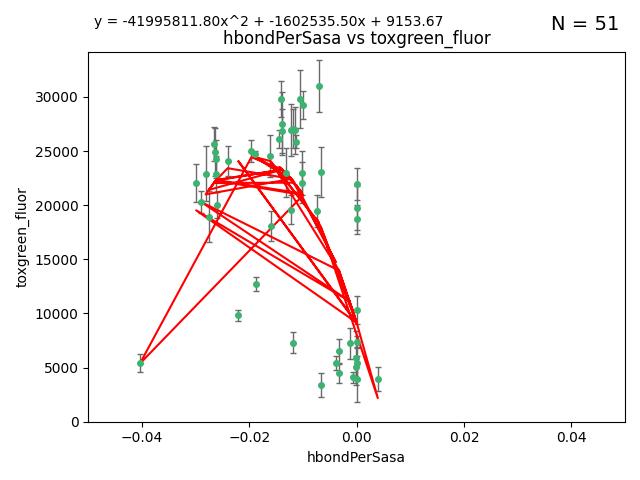 y = -41995811.80x^2 + -1602535.50x + 9153.67
N = 51
hbondPerSasa vs toxgreen_fluor
30000
25000
20000
15000
10000
5000
0
toxgreen_fluor
−0.04
−0.02
0.00
0.02
0.04
hbondPerSasa